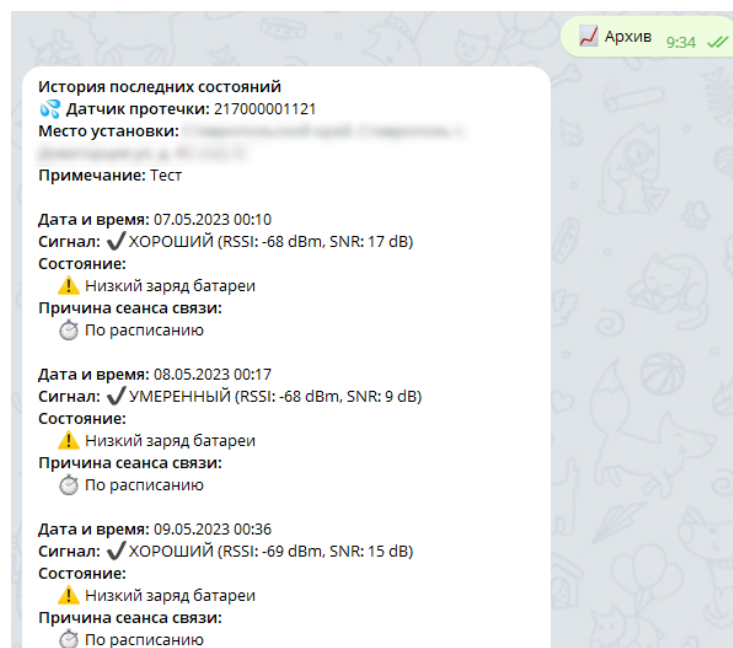 Архив 9:34
История последних состояний
Датчик протечки: 217000001121
Место установки:
Примечание: Тест
Дата и время: 07.05.2023 00:10
Сигнал: ✔ХОРОШИЙ (RSSI: -68 dBm, SNR: 17 dB)
Состояние:
Низкий заряд батареи
Причина сеанса связи:
По расписанию
Дата и время: 08.05.2023 00:17
Сигнал: ✔УМЕРЕННЫЙ (RSSI: -68 dBm, SNR: 9 dB)
Состояние:
Низкий заряд батареи
Причина сеанса связи:
По расписанию
Дата и время: 09.05.2023 00:36
Сигнал: ✔ХОРОШИЙ (RSSI: -69 dBm, SNR: 15 dB)
Состояние:
Низкий заряд батареи
Причина сеанса связи:
По расписанию